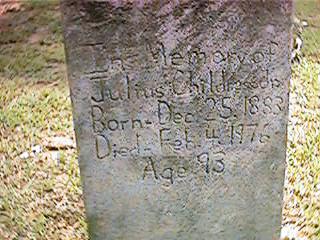 In Memory of
Julius Childress
Born - Dec. 25. 1883
Died - Feb. 4. 1976
Age 93